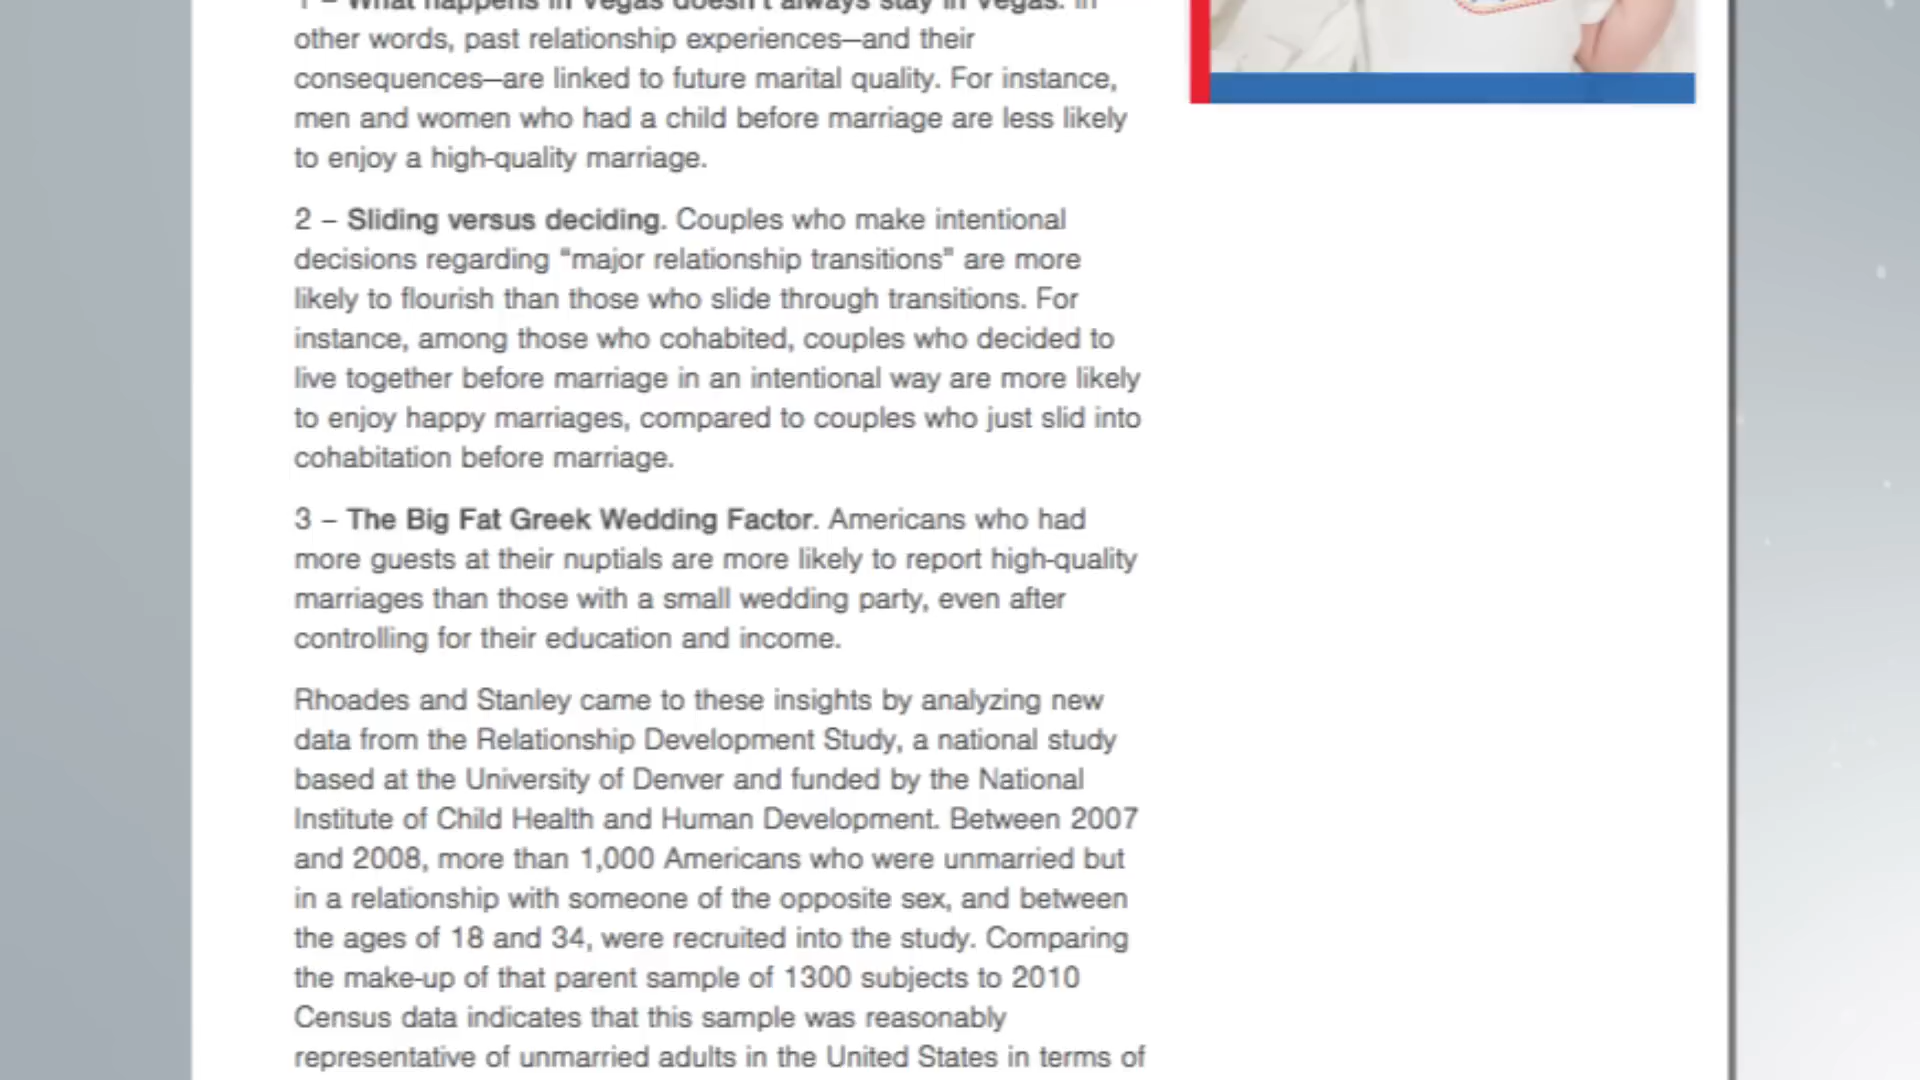 1 – What happens in Vegas doesn't always stay in Vegas. In
other words, past relationship experiences—and their
consequences—are linked to future marital quality. For instance,
men and women who had a child before marriage are less likely
to enjoy a high-quality marriage.
2 – Sliding versus deciding. Couples who make intentional
decisions regarding "major relationship transitions" are more
likely to flourish than those who slide through transitions. For
instance, among those who cohabited, couples who decided to
live together before marriage in an intentional way are more likely
to enjoy happy marriages, compared to couples who just slid into
cohabitation before marriage.
3 – The Big Fat Greek Wedding Factor. Americans who had
more guests at their nuptials are more likely to report high-quality
marriages than those with a small wedding party, even after
controlling for their education and income.
Rhoades and Stanley came to these insights by analyzing new
data from the Relationship Development Study, a national study
based at the University of Denver and funded by the National
Institute of Child Health and Human Development. Between 2007
and 2008, more than 1,000 Americans who were unmarried but
in a relationship with someone of the opposite sex, and between
the ages of 18 and 34, were recruited into the study. Comparing
the make-up of that parent sample of 1300 subjects to 2010
Census data indicates that this sample was reasonably
representative of unmarried adults in the United States in terms of